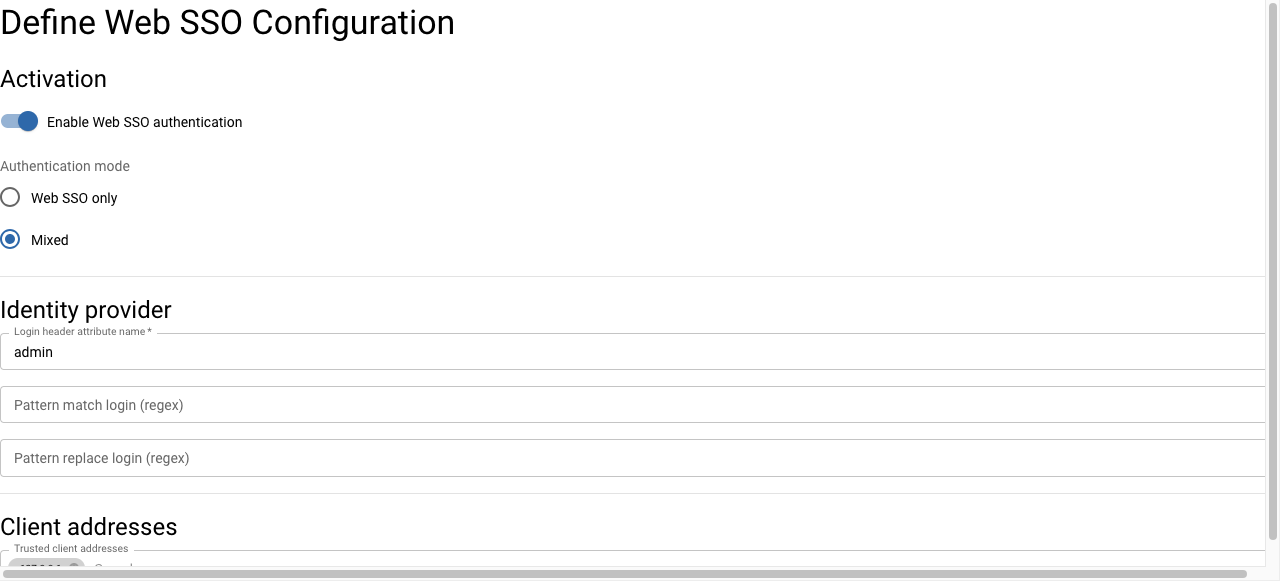 Define Web SSO Configuration
Activation
Enable Web SSO authentication
Authentication mode
Web SSO only
Mixed
Identity provider
Login header attribute name *
admin
Pattern match login (regex)
Pattern replace login (regex)
Client addresses
Trusted client addresses